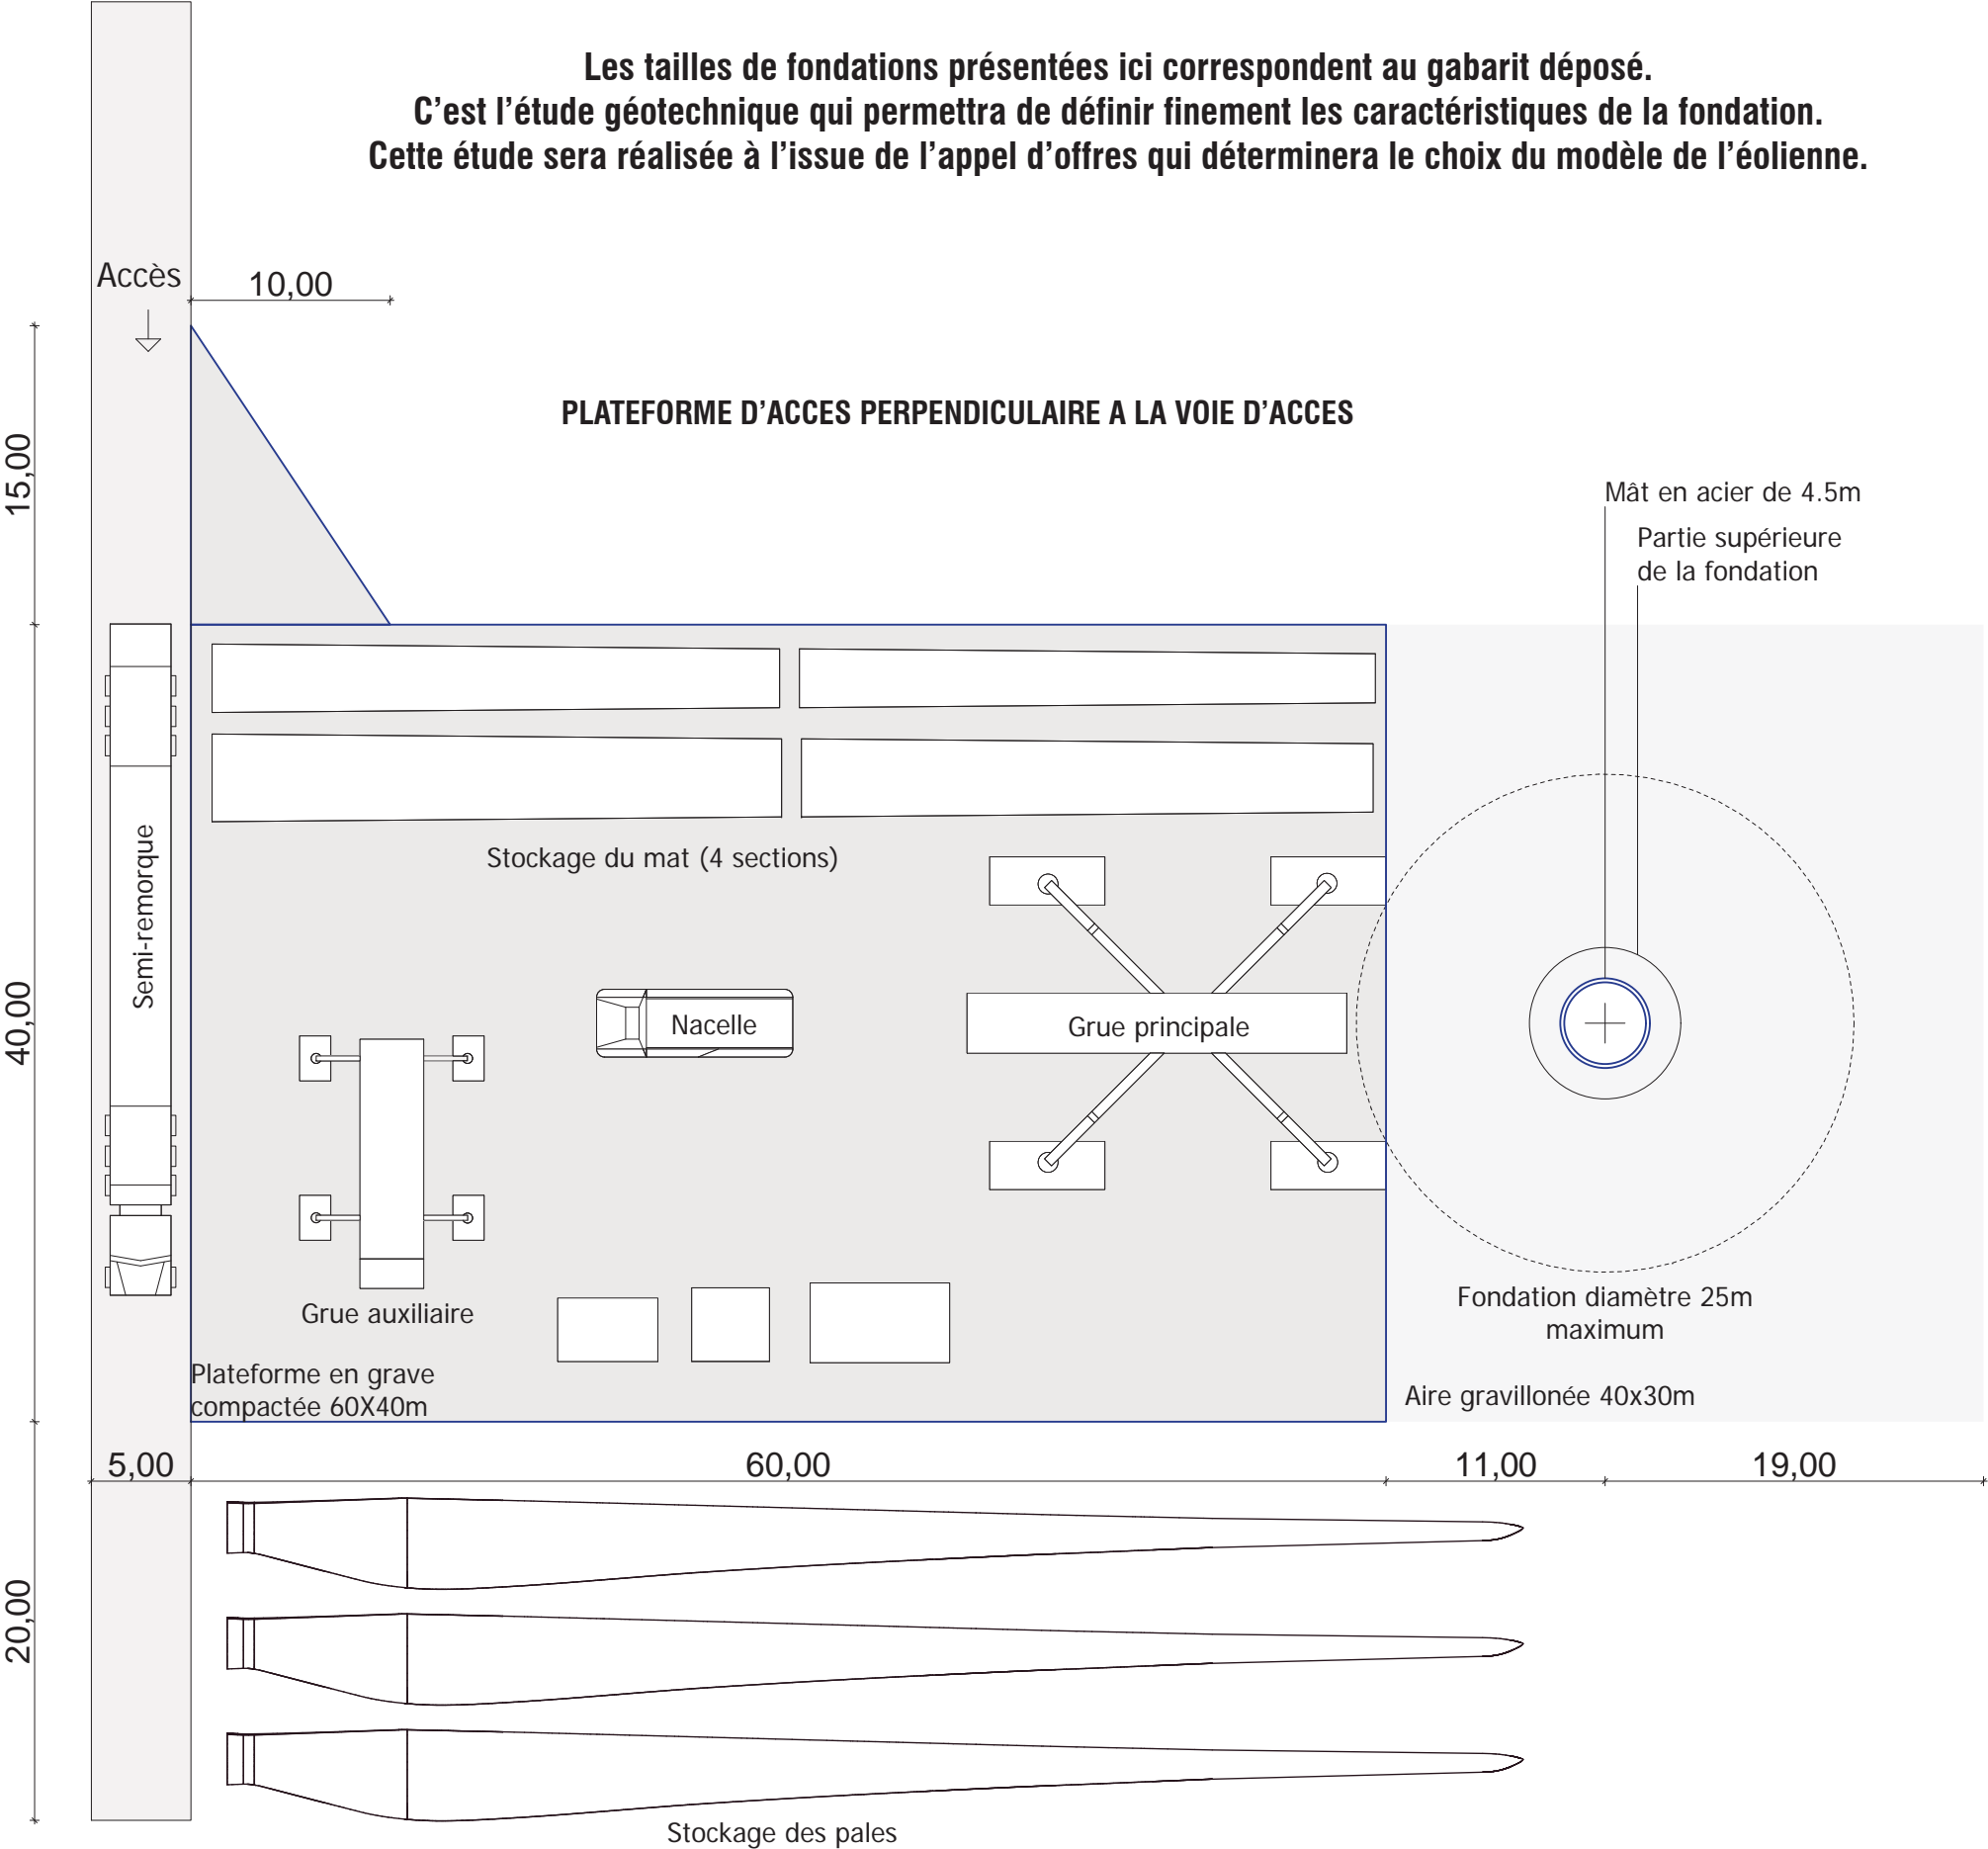 Les tailles de fondations présentées ici correspondent au gabarit déposé.
C’est l’étude géotechnique qui permettra de définir finement les caractéristiques de la fondation.
Cette étude sera réalisée à l’issue de l’appel d’offres qui déterminera le choix du modèle de l’éolienne.
Accès
10,00
PLATEFORME D’ACCES PERPENDICULAIRE A LA VOIE D’ACCES
15,00
Mât en acier de 4.5m
Partie supérieure
de la fondation
Semi-remorque
Stockage du mat (4 sections)
40,00
Nacelle
Grue principale
Grue auxiliaire
Fondation diamètre 25m
maximum
Plateforme en grave
compactée 60X40m
Aire gravillonée 40x30m
5,00
60,00
11,00
19,00
20,00
Stockage des pales